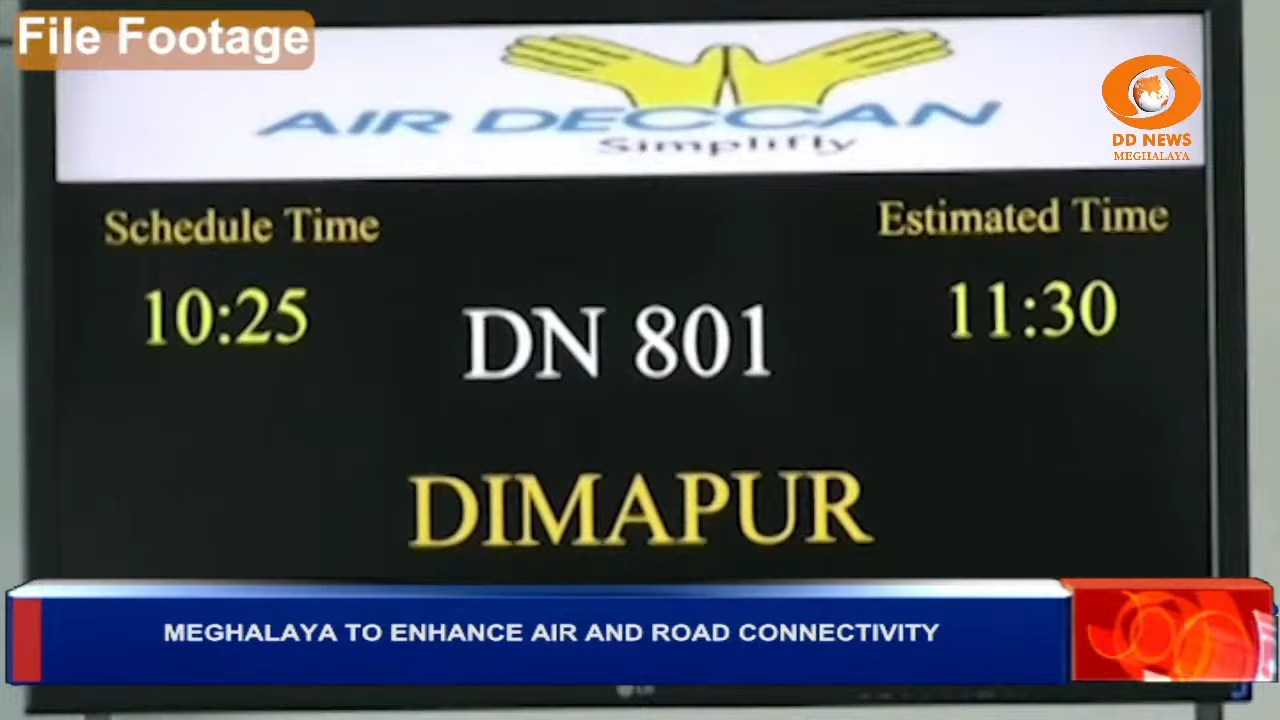 File Footage
AIR DECCAN
Simplifly
DD NEWS
MEGHALAYA
Schedule Time
Estimated Time
10:25
DN 801
11:30
DIMAPUR
MEGHALAYA TO ENHANCE AIR AND ROAD CONNECTIVITY
LG